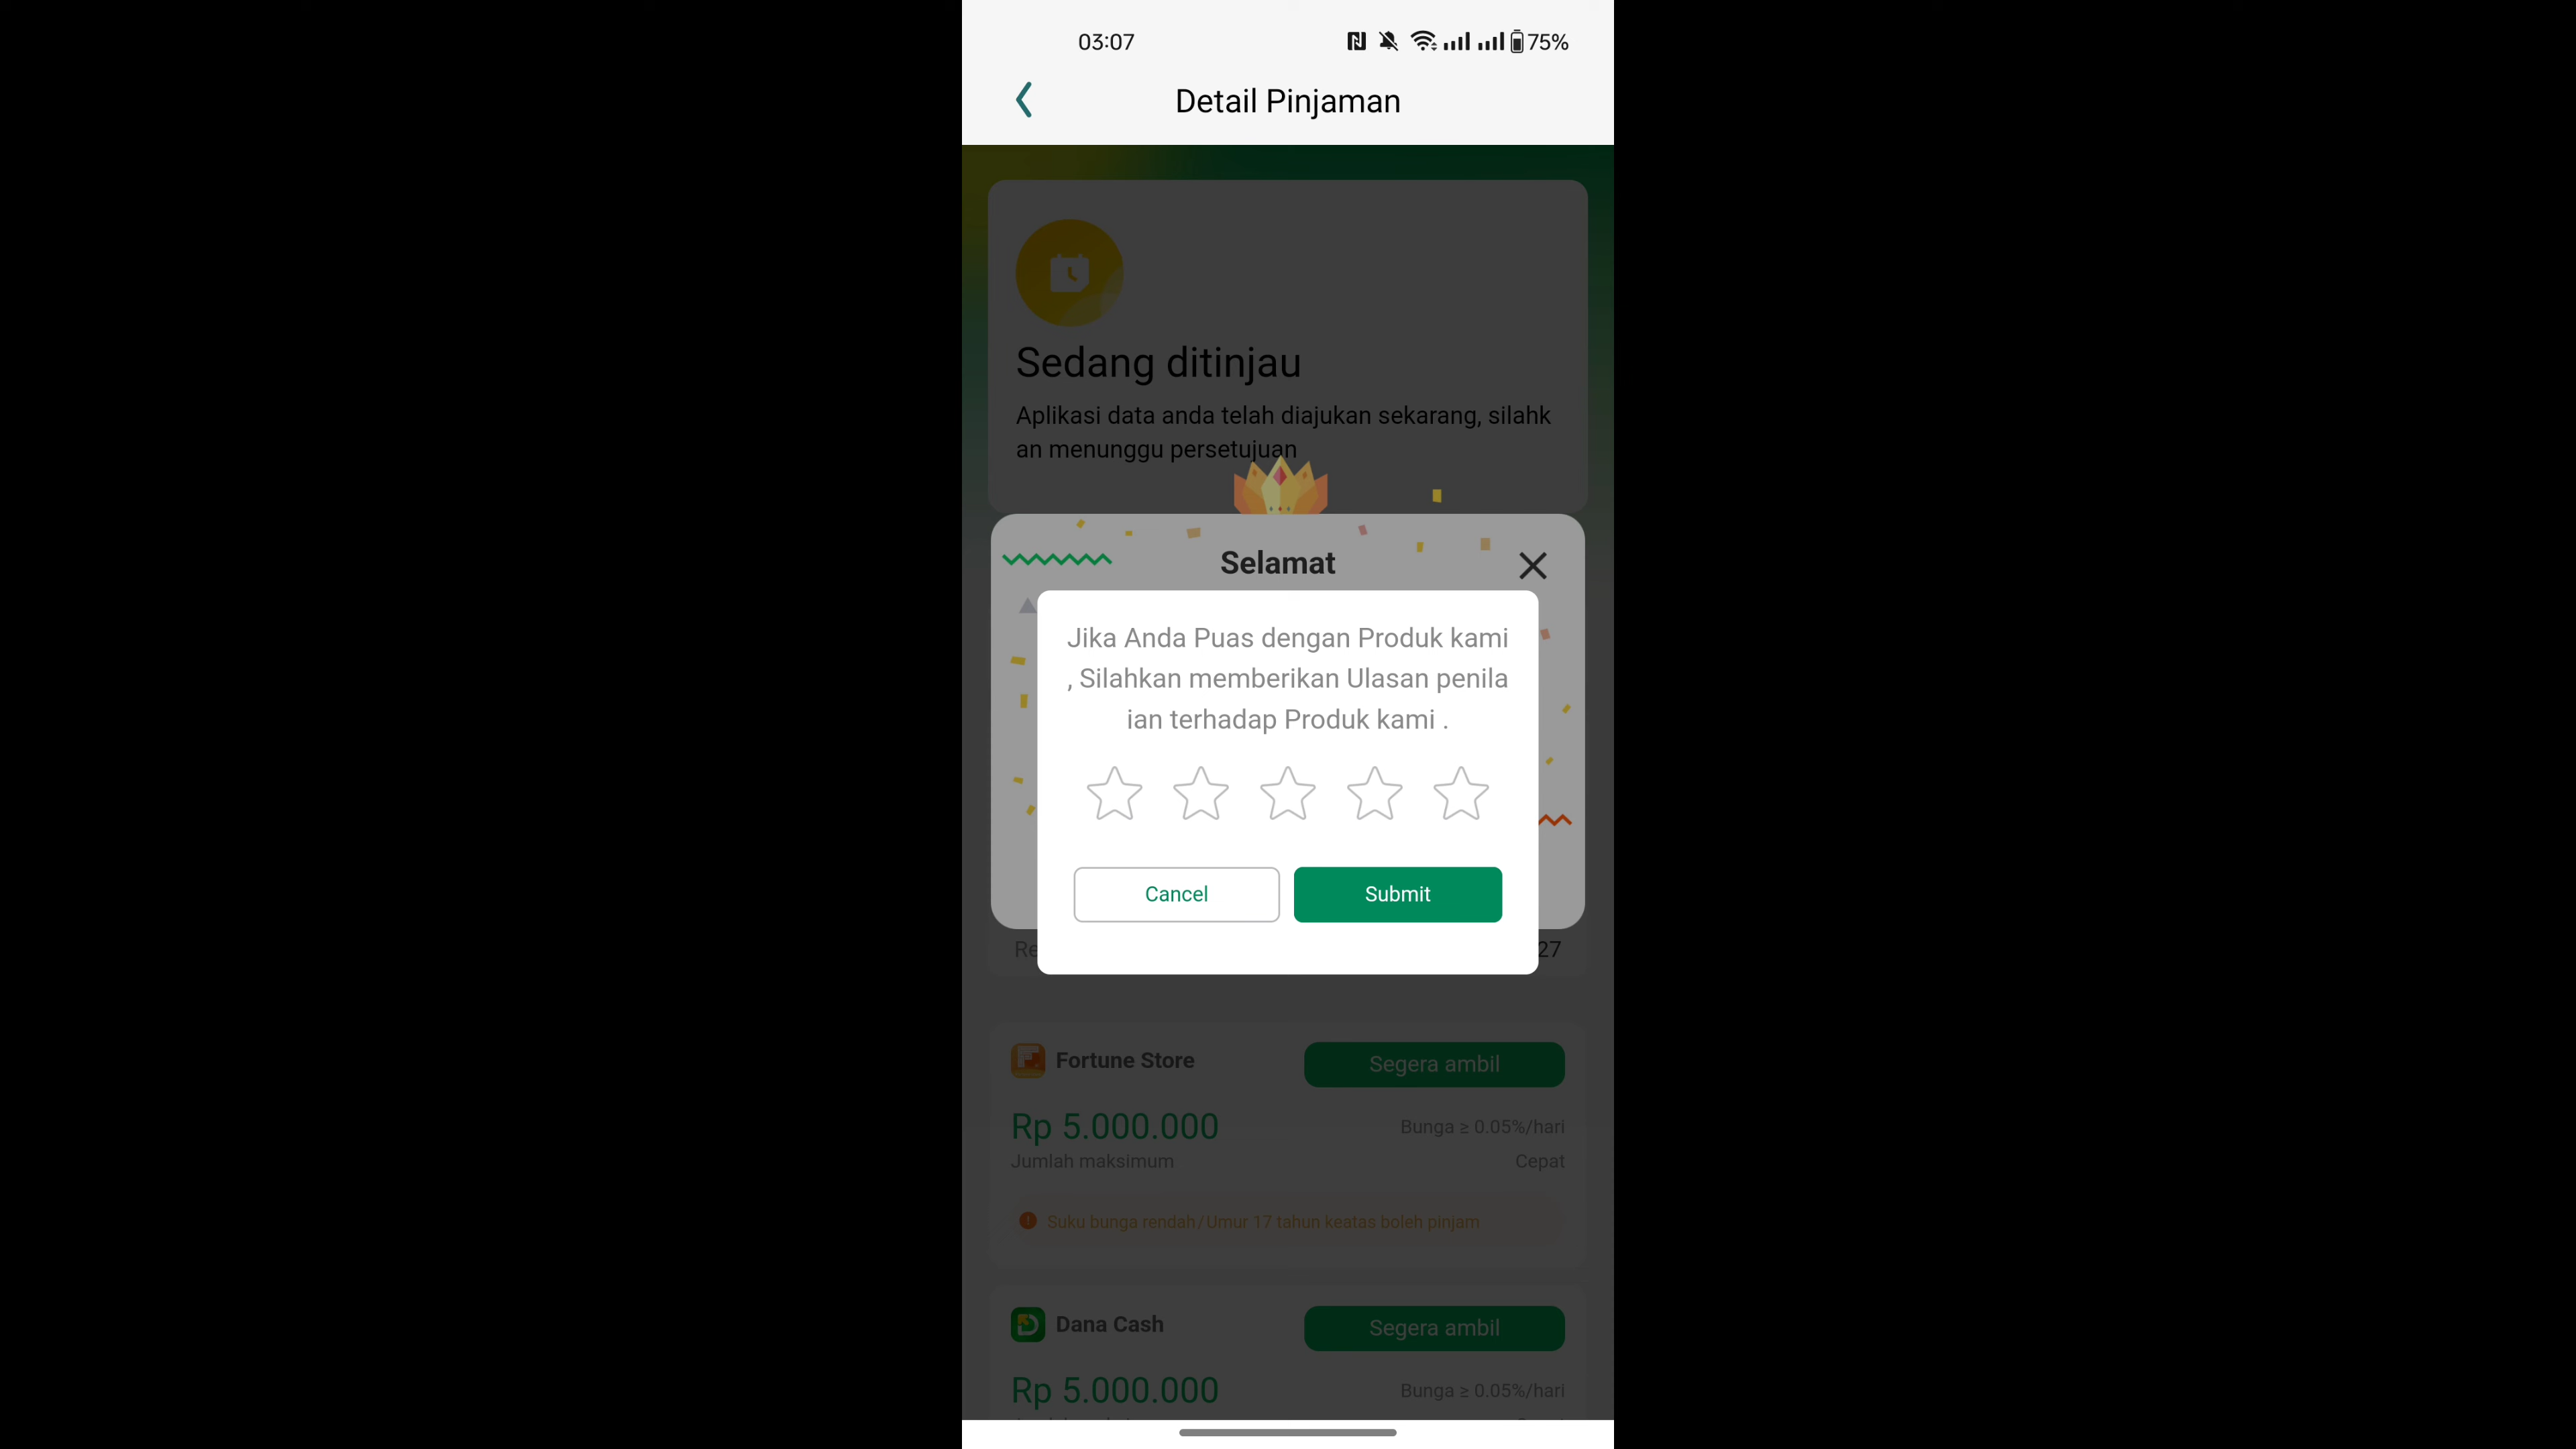 03:07
75%
Detail Pinjaman
Sedang ditinjau
Aplikasi data anda telah diajukan sekarang, silahk
an menunggu persetujuan
Selamat
Jika Anda Puas dengan Produk kami
, Silahkan memberikan Ulasan penila
ian terhadap Produk kami .
Cancel
Submit
Re
27
Fortune Store
Segera ambil
Rp 5.000.000
Bunga ≥ 0.05%/hari
Jumlah maksimum
Cepat
Suku bunga rendah/Umur 17 tahun keatas boleh pinjam
Dana Cash
Segera ambil
Rp 5.000.000
Bunga ≥ 0.05%/hari